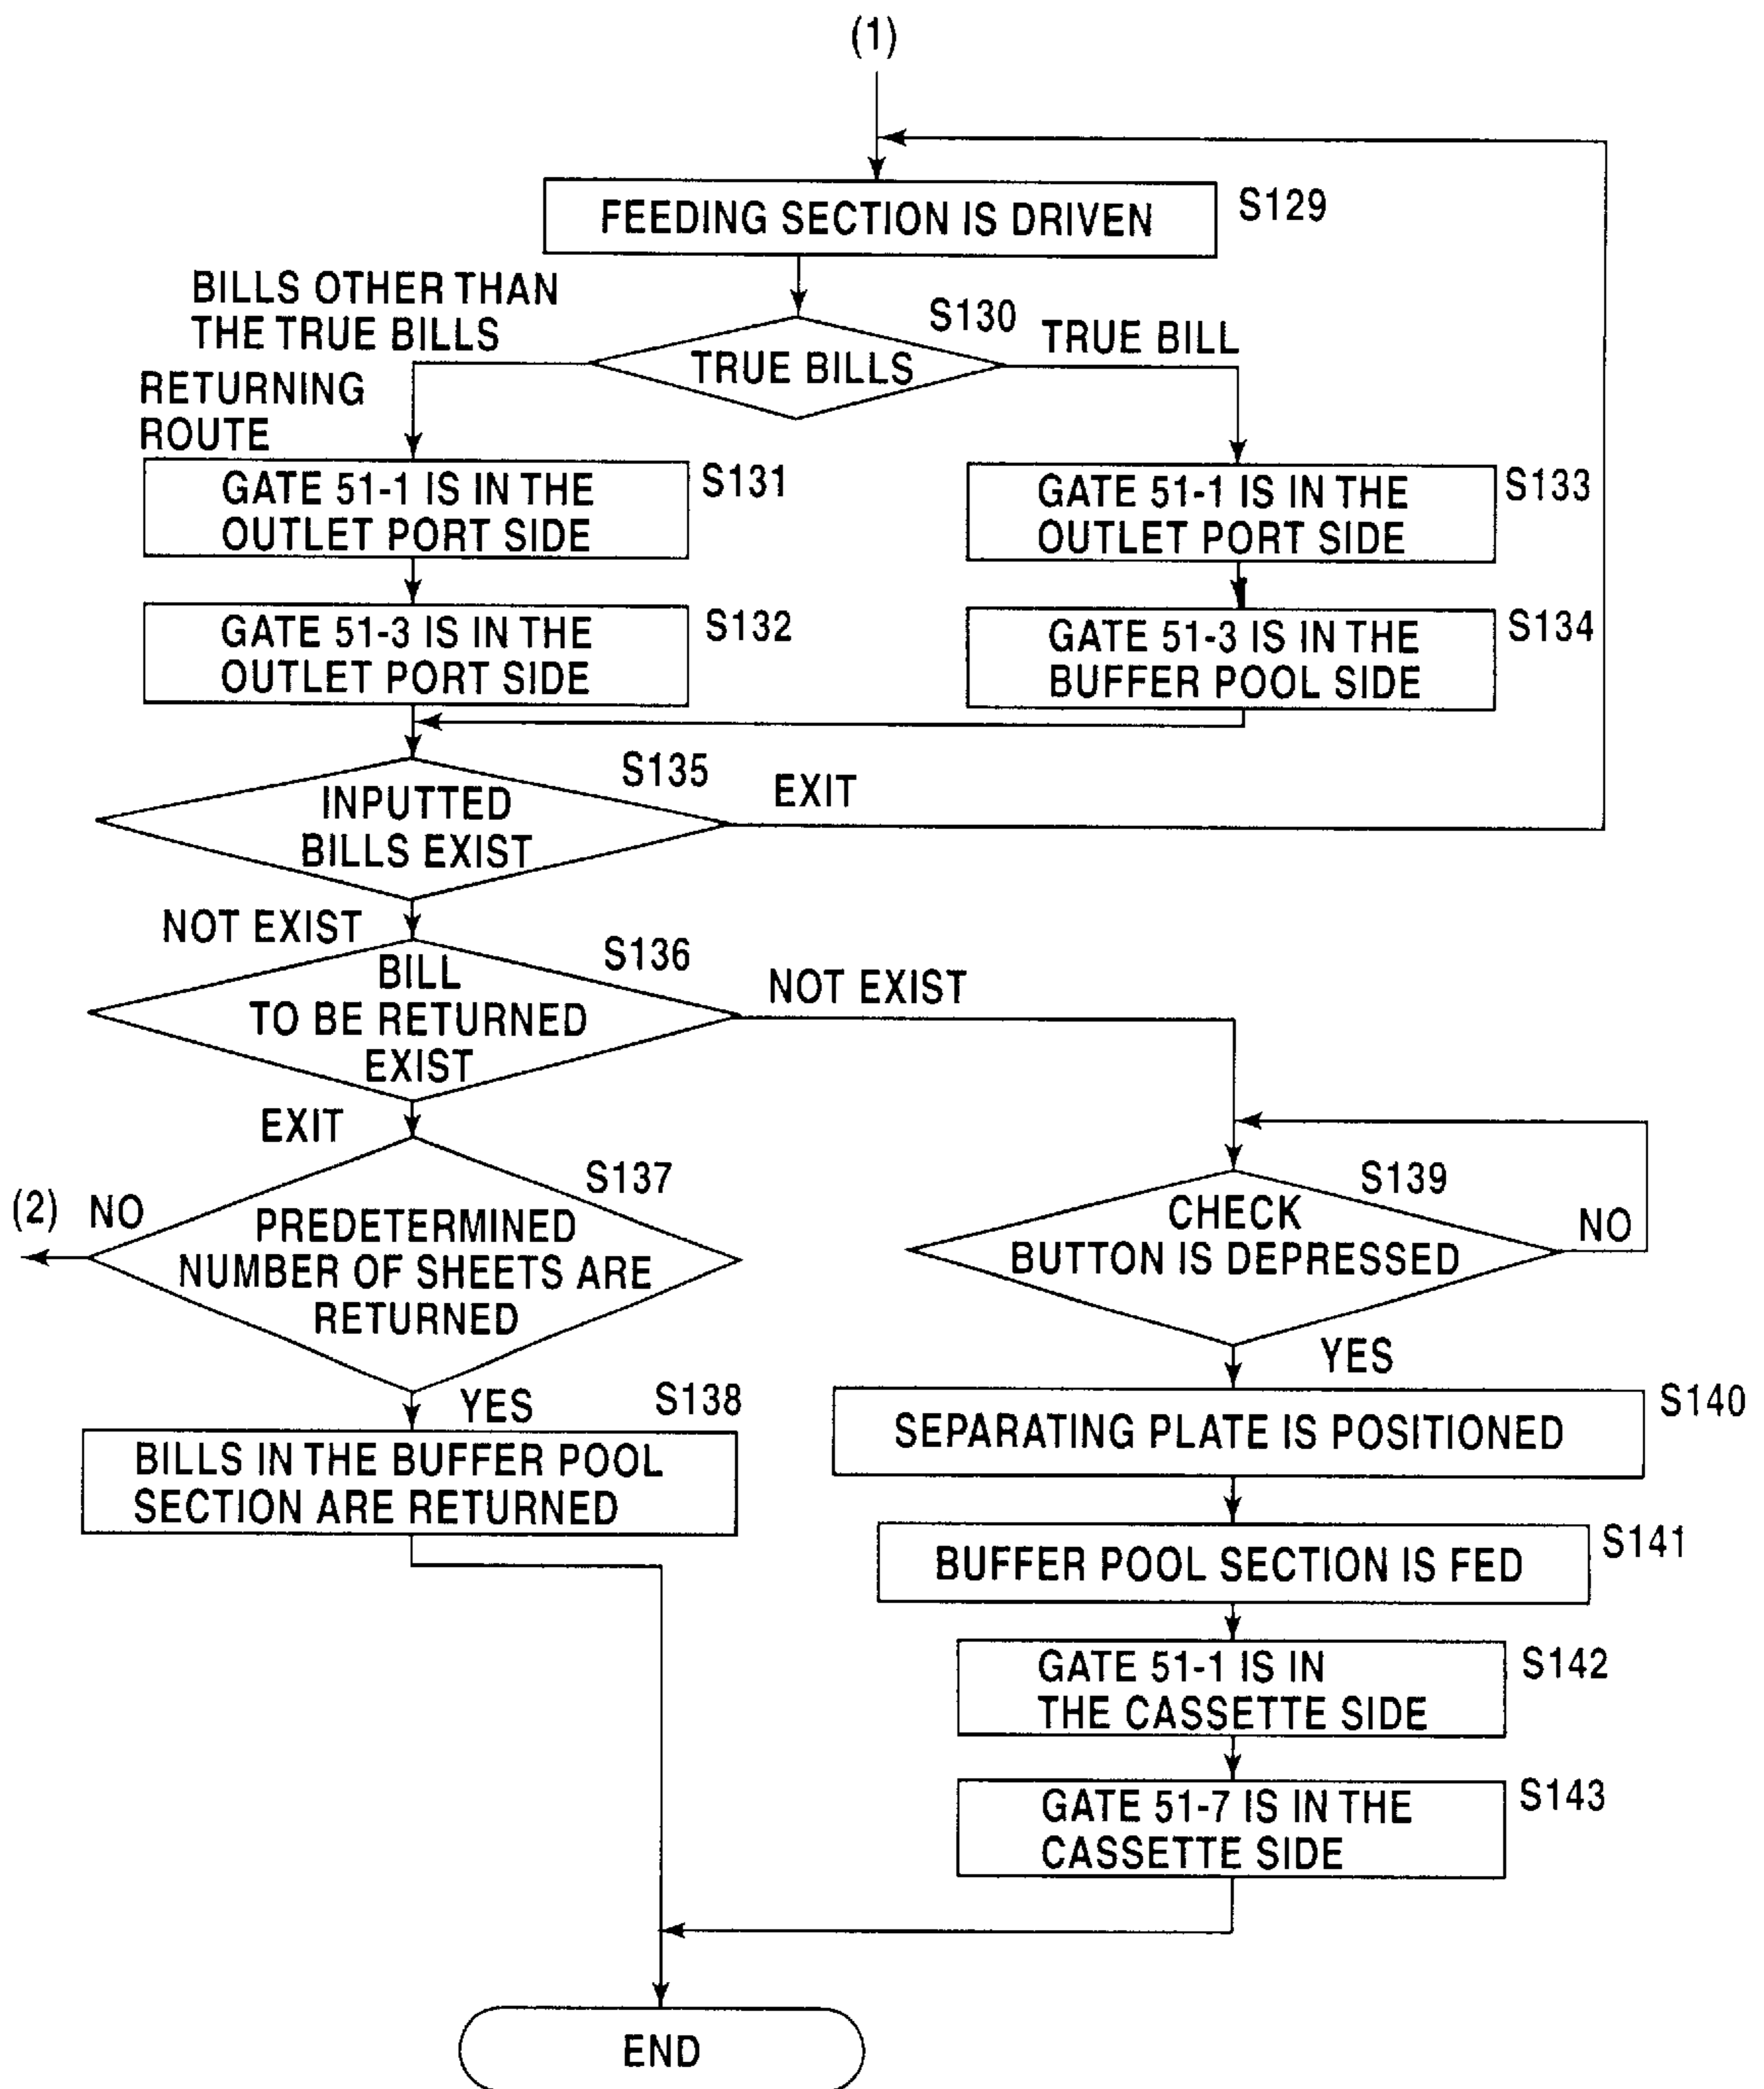 (1)
FEEDING SECTION IS DRIVEN
S129
BILLS OTHER THAN
THE TRUE BILLS
S130
TRUE BILLS
TRUE BILL
RETURNING
ROUTE
GATE 51-1 IS IN THE
OUTLET PORT SIDE
S131
GATE 51-1 IS IN THE
OUTLET PORT SIDE
S133
GATE 51-3 IS IN THE
OUTLET PORT SIDE
S132
GATE 51-3 IS IN THE
BUFFER POOL SIDE
S134
INPUTTED
BILLS EXIST
S135
EXIT
NOT EXIST
BILL
TO BE RETURNED
EXIST
S136
NOT EXIST
EXIT
(2)
NO
PREDETERMINED
NUMBER OF SHEETS ARE
RETURNED
S137
CHECK
BUTTON IS DEPRESSED
S139
NO
YES
YES
BILLS IN THE BUFFER POOL
SECTION ARE RETURNED
S138
SEPARATING PLATE IS POSITIONED
S140
BUFFER POOL SECTION IS FED
S141
GATE 51-1 IS IN
THE CASSETTE SIDE
S142
GATE 51-7 IS IN THE
CASSETTE SIDE
S143
END